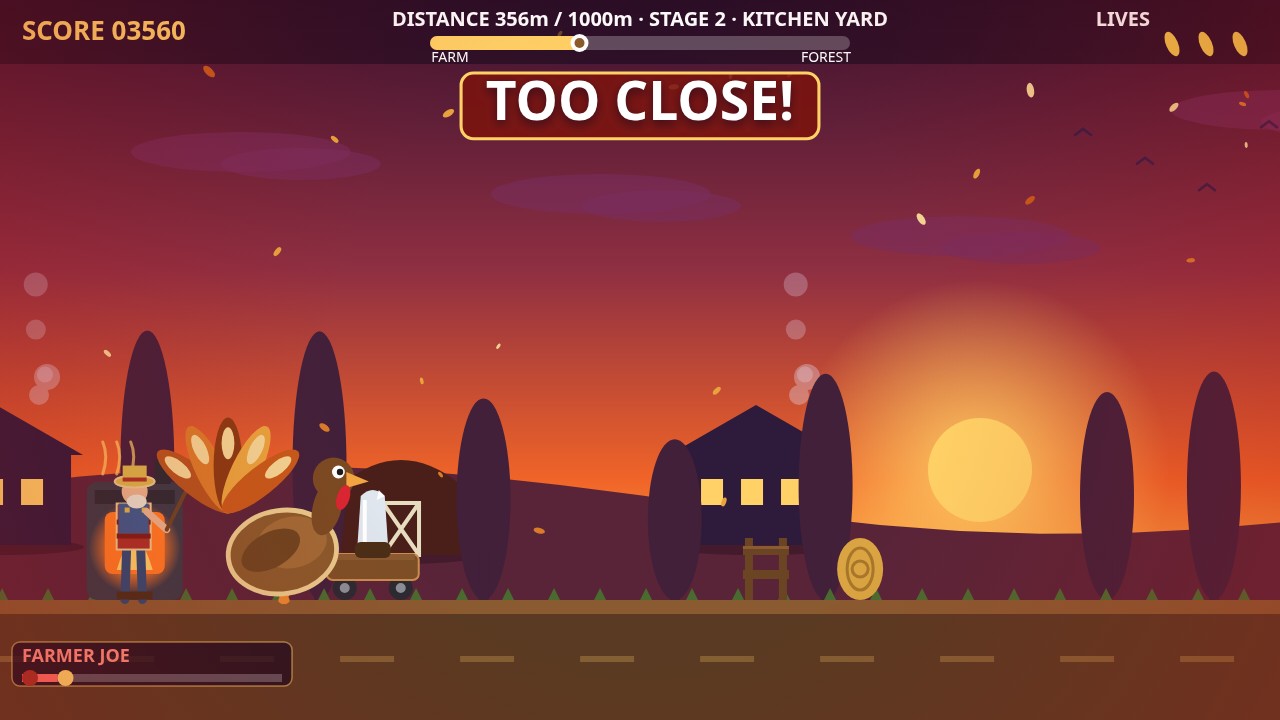 SCORE 03560
DISTANCE 356m / 1000m · STAGE 2 · KITCHEN YARD
LIVES
FARM
FOREST
TOO CLOSE!
FARMER JOE